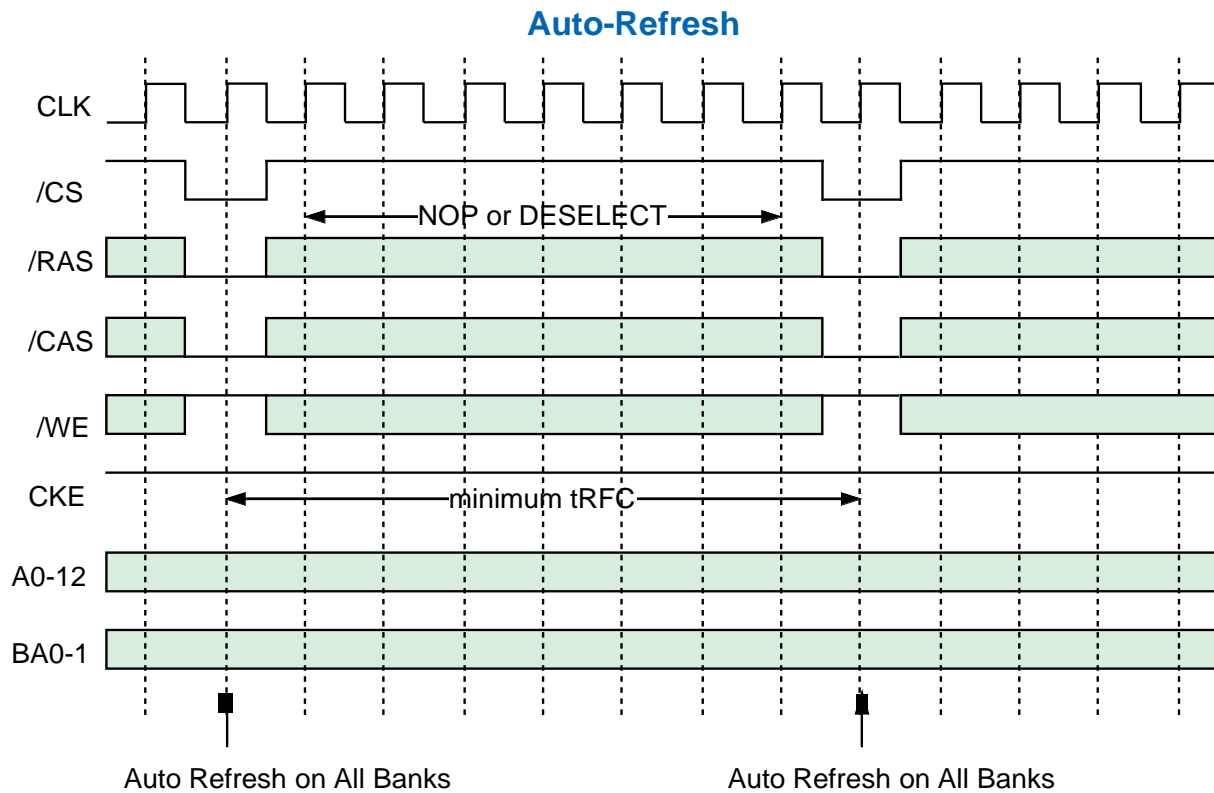 Auto-Refresh
CLK
/CS
NOP or DESELECT
/RAS
/CAS
/WE
CKE
minimum tRFC
A0-12
BA0-1
Auto Refresh on All Banks
Auto Refresh on All Banks